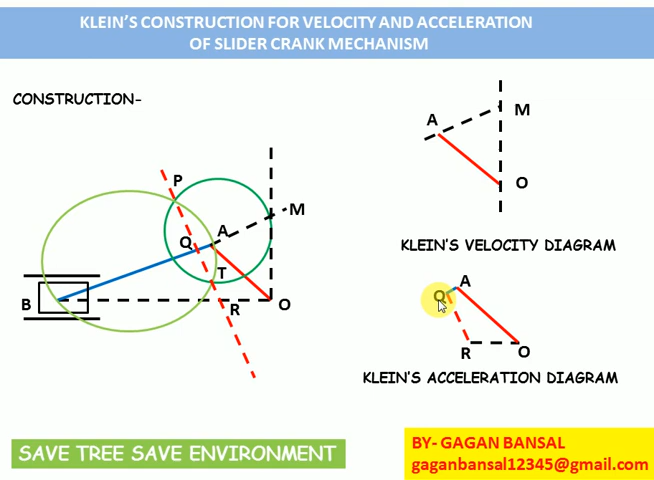 KLEIN'S CONSTRUCTION FOR VELOCITY AND ACCELERATION
OF SLIDER CRANK MECHANISM
CONSTRUCTION-
A
M
O
P
M
A
Q
KLEIN'S VELOCITY DIAGRAM
T
B
R
O
A
Q
R
O
KLEIN'S ACCELERATION DIAGRAM
SAVE TREE SAVE ENVIRONMENT
BY- GAGAN BANSAL
gaganbansal12345@gmail.com